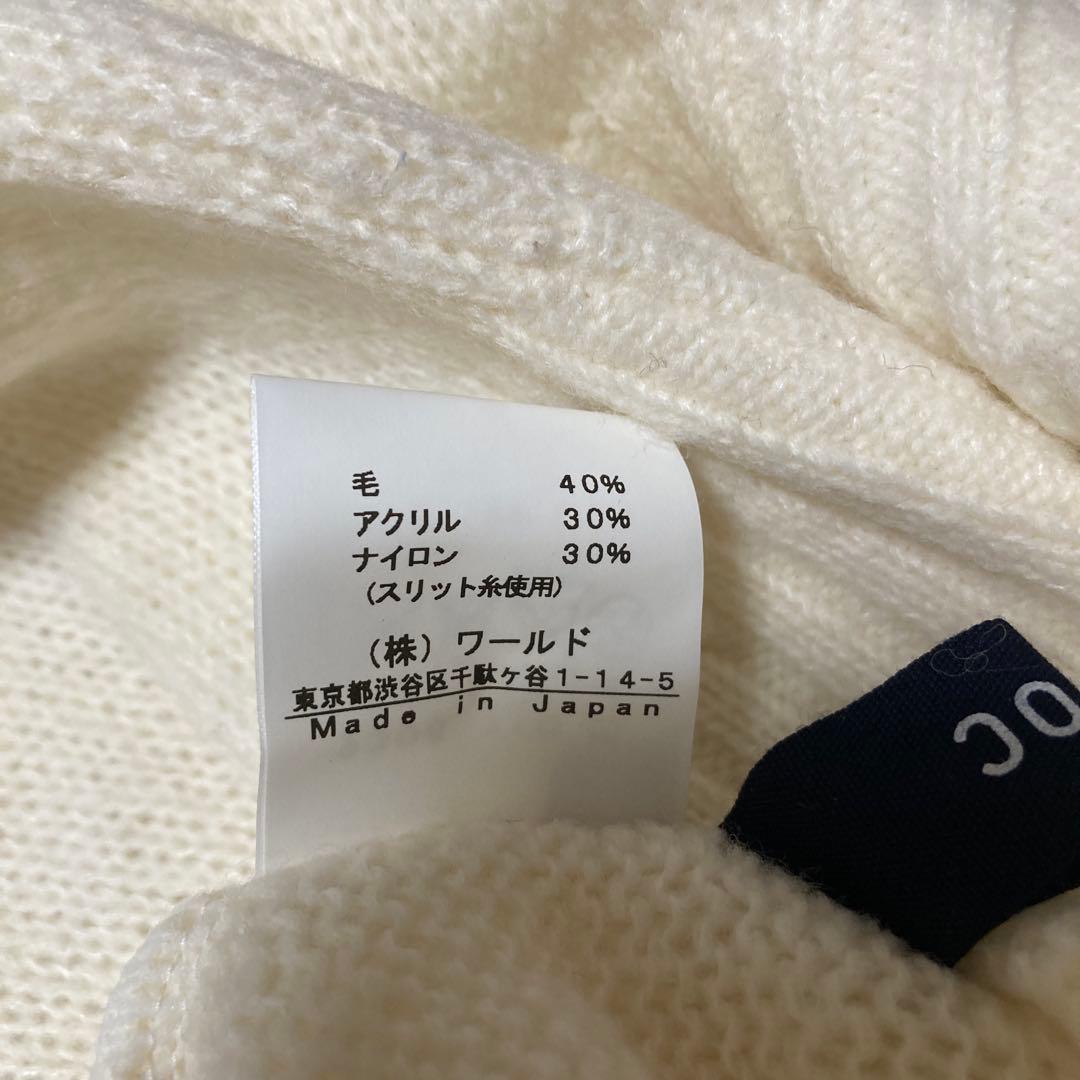 毛 40%
アクリル 30%
ナイロン 30%
(スリット糸使用)
(株)ワールド
東京都渋谷区千駄ヶ谷1-14-5
Made in Japan